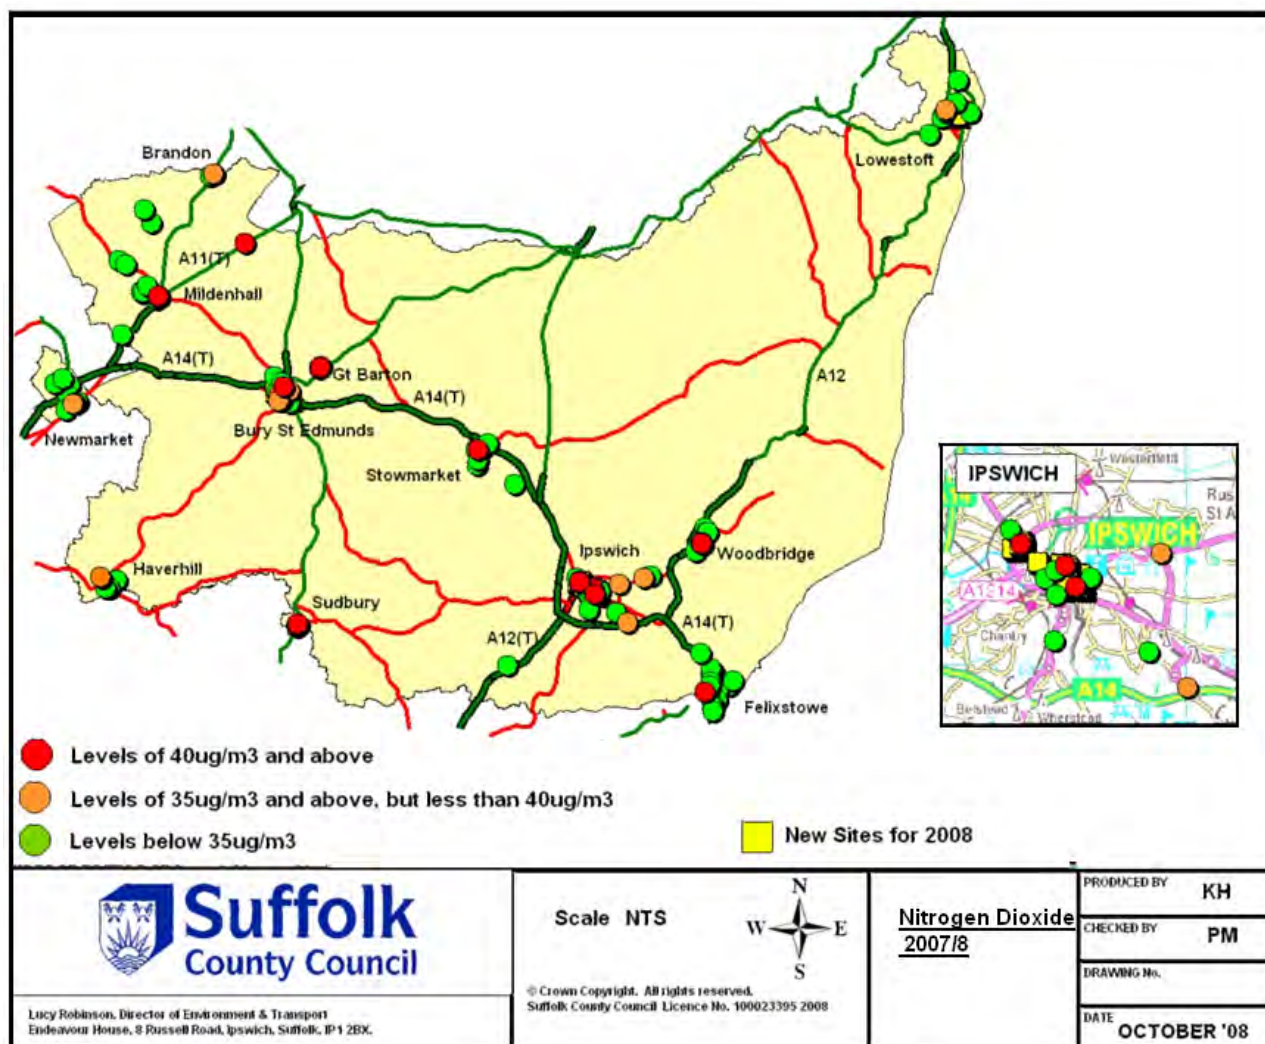 Brandon
Lowestoft
A11(T)
Mildenhall
A14(T)
Gt Barton
A12
A14(T)
Newmarket
Bury St Edmunds
Stowmarket
IPSWICH
Westerfield
Rus
St A
IPSWICH
A1214
Chantry
A14
Belstead
Wherstead
Ipswich
Woodbridge
Haverhill
Sudbury
A12(T)
A14(T)
Felixstowe
Levels of 40ug/m3 and above
Levels of 35ug/m3 and above, but less than 40ug/m3
Levels below 35ug/m3
New Sites for 2008
Suffolk
County Council
Lucy Robinson, Director of Environment & Transport
Endeavour House, 8 Russell Road, Ipswich, Suffolk, IP1 2BX.
Scale NTS
N
W E
S
© Crown Copyright. All rights reserved.
Suffolk County Council Licence No. 100023395 2008
Nitrogen Dioxide
2007/8
PRODUCED BY KH
CHECKED BY PM
DRAWING No.
DATE OCTOBER '08